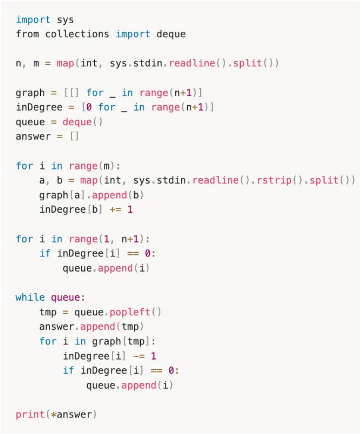 import sys
from collections import deque

n, m = map(int, sys.stdin.readline().split())

graph = [[] for _ in range(n+1)]
inDegree = [0 for _ in range(n+1)]
queue = deque()
answer = []

for i in range(m):
    a, b = map(int, sys.stdin.readline().rstrip().split())
    graph[a].append(b)
    inDegree[b] += 1

for i in range(1, n+1):
    if inDegree[i] == 0:
        queue.append(i)

while queue:
    tmp = queue.popleft()
    answer.append(tmp)
    for i in graph[tmp]:
        inDegree[i] -= 1
        if inDegree[i] == 0:
            queue.append(i)

print(*answer)